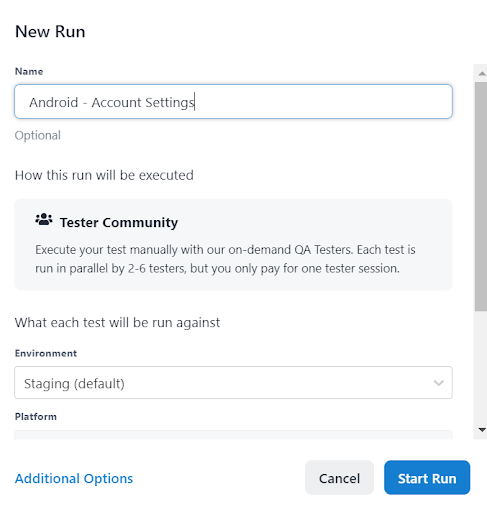 New Run
Name
Android - Account Settings
Optional
How this run will be executed
Tester Community
Execute your test manually with our on-demand QA Testers. Each test is
run in parallel by 2-6 testers, but you only pay for one tester session.
What each test will be run against
Environment
Staging (default)
Platform
Additional Options
Cancel
Start Run